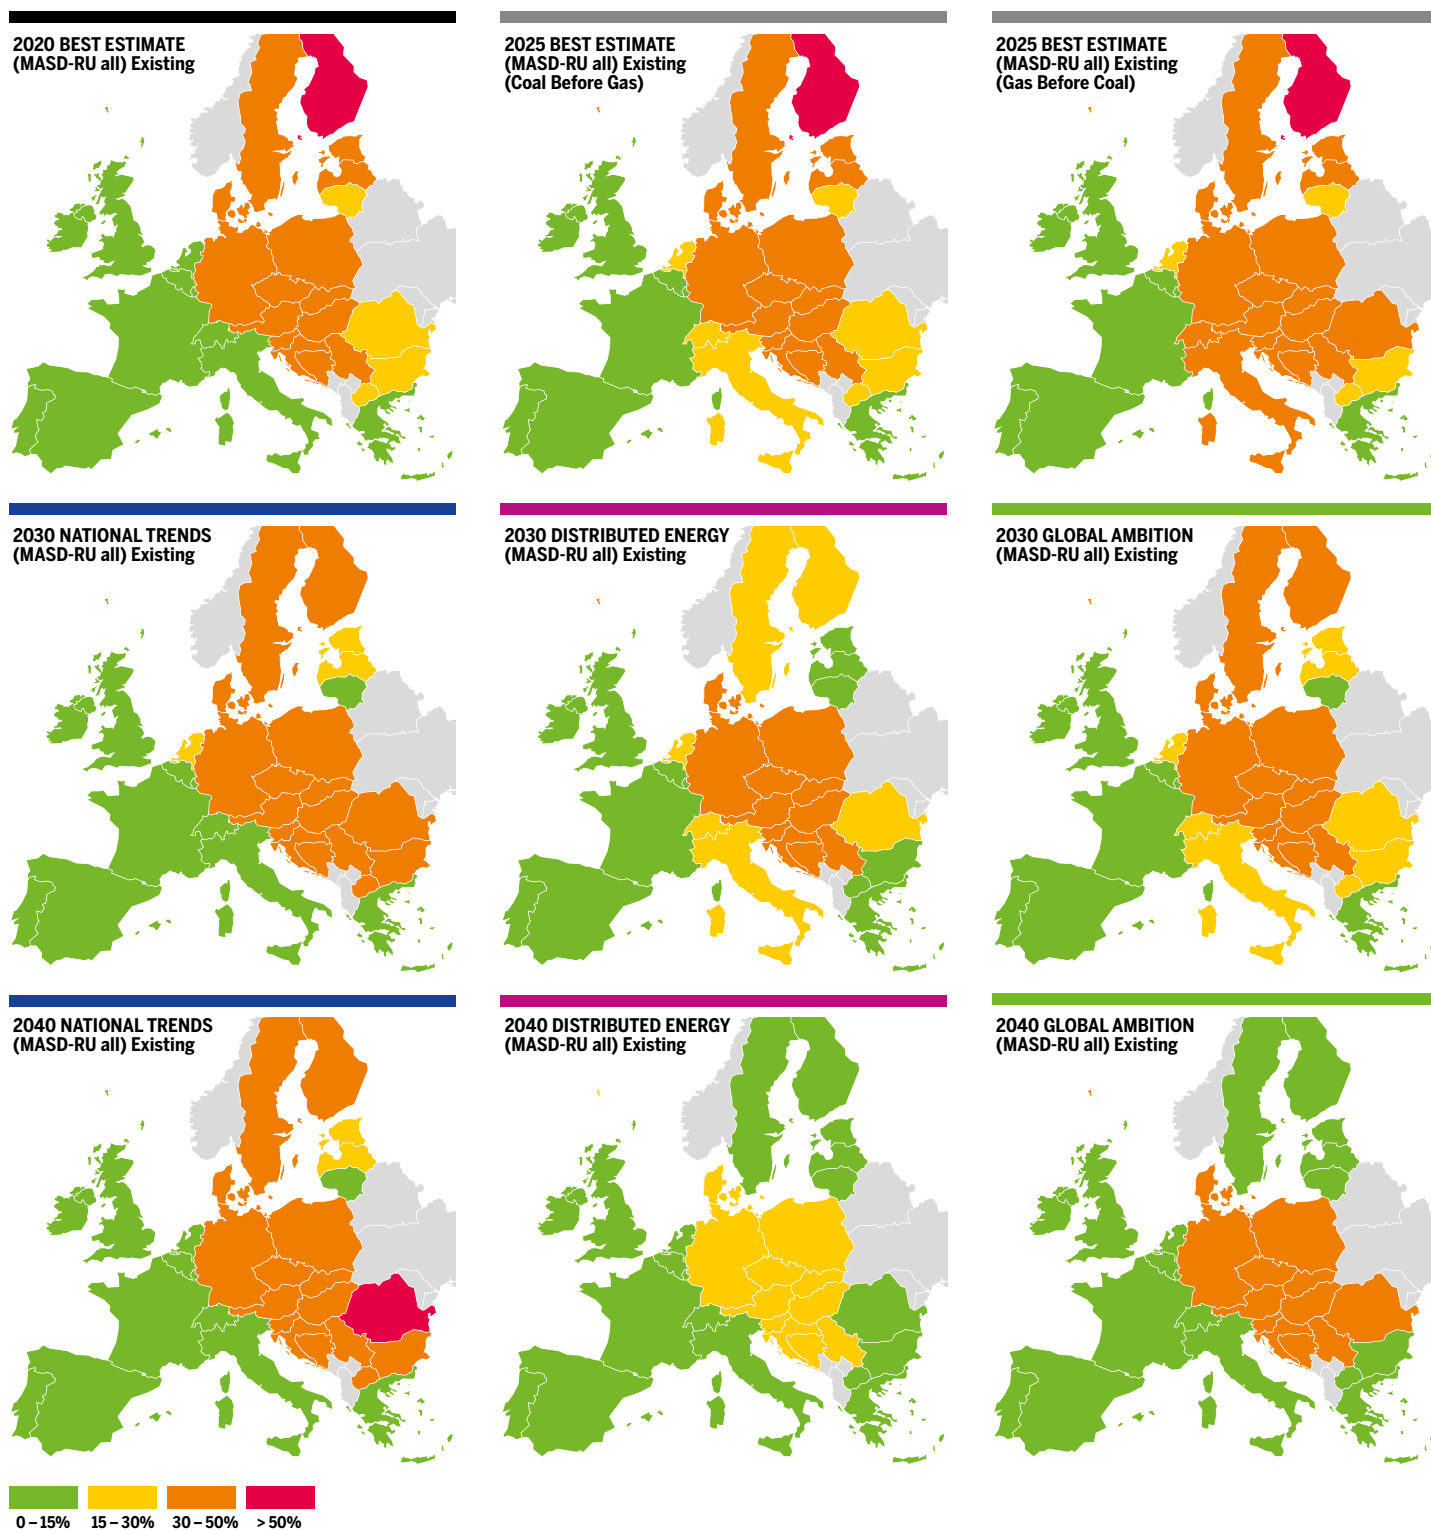 2020 BEST ESTIMATE
(MASD-RU all) Existing
2025 BEST ESTIMATE
(MASD-RU all) Existing
(Coal Before Gas)
2025 BEST ESTIMATE
(MASD-RU all) Existing
(Gas Before Coal)
2030 NATIONAL TRENDS
(MASD-RU all) Existing
2030 DISTRIBUTED ENERGY
(MASD-RU all) Existing
2030 GLOBAL AMBITION
(MASD-RU all) Existing
2040 NATIONAL TRENDS
(MASD-RU all) Existing
2040 DISTRIBUTED ENERGY
(MASD-RU all) Existing
2040 GLOBAL AMBITION
(MASD-RU all) Existing
0 – 15% 15 – 30% 30 – 50% > 50%